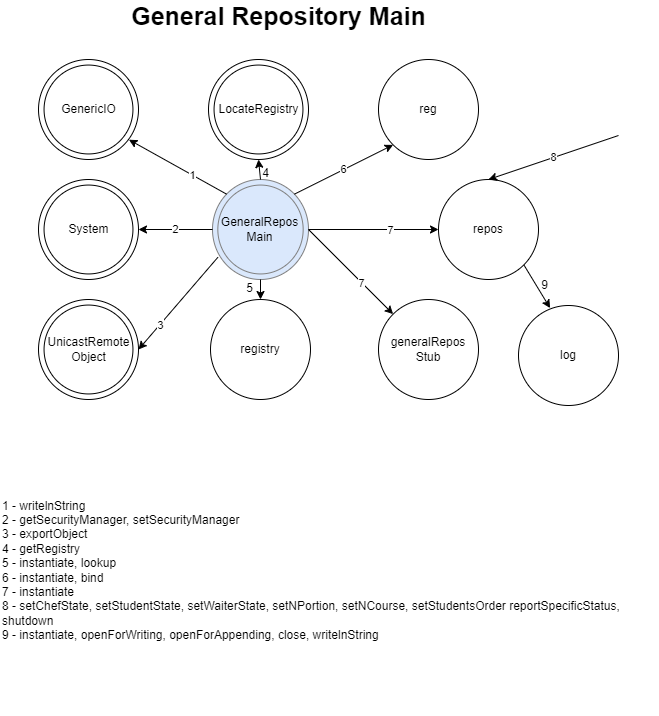 General Repository Main
GenericIO
LocateRegistry
reg
1
4
6
8
System
2
GeneralRepos
Main
7
repos
5
7
9
3
UnicastRemote
Object
registry
generalRepos
Stub
log
1 - writeInString
2 - getSecurityManager, setSecurityManager
3 - exportObject
4 - getRegistry
5 - instantiate, lookup
6 - instantiate, bind
7 - instantiate
8 - setChefState, setStudentState, setWaiterState, setNPortion, setNCourse, setStudentsOrder reportSpecificStatus,
shutdown
9 - instantiate, openForWriting, openForAppending, close, writeInString